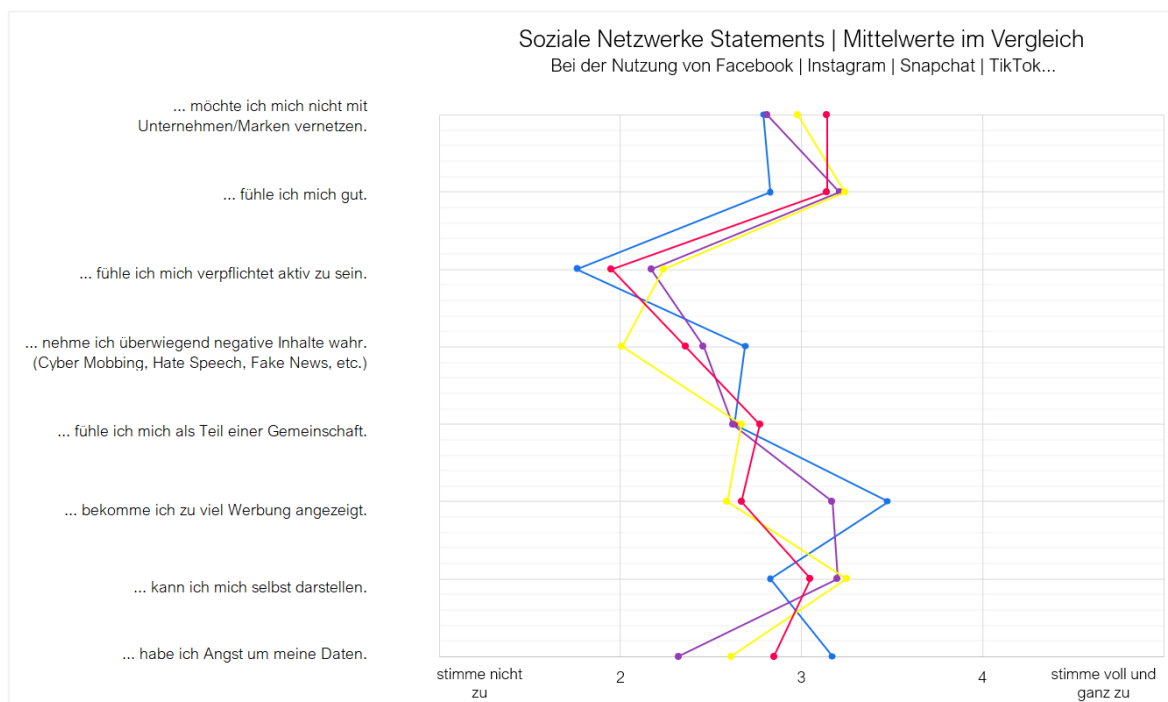 Soziale Netzwerke Statements | Mittelwerte im Vergleich
Bei der Nutzung von Facebook | Instagram | Snapchat | TikTok...
... möchte ich mich nicht mit
Unternehmen/Marken vernetzen.
... fühle ich mich gut.
... fühle ich mich verpflichtet aktiv zu sein.
... nehme ich überwiegend negative Inhalte wahr.
(Cyber Mobbing, Hate Speech, Fake News, etc.)
... fühle ich mich als Teil einer Gemeinschaft.
... bekomme ich zu viel Werbung angezeigt.
... kann ich mich selbst darstellen.
... habe ich Angst um meine Daten.
stimme nicht
zu
2
3
4
stimme voll und
ganz zu